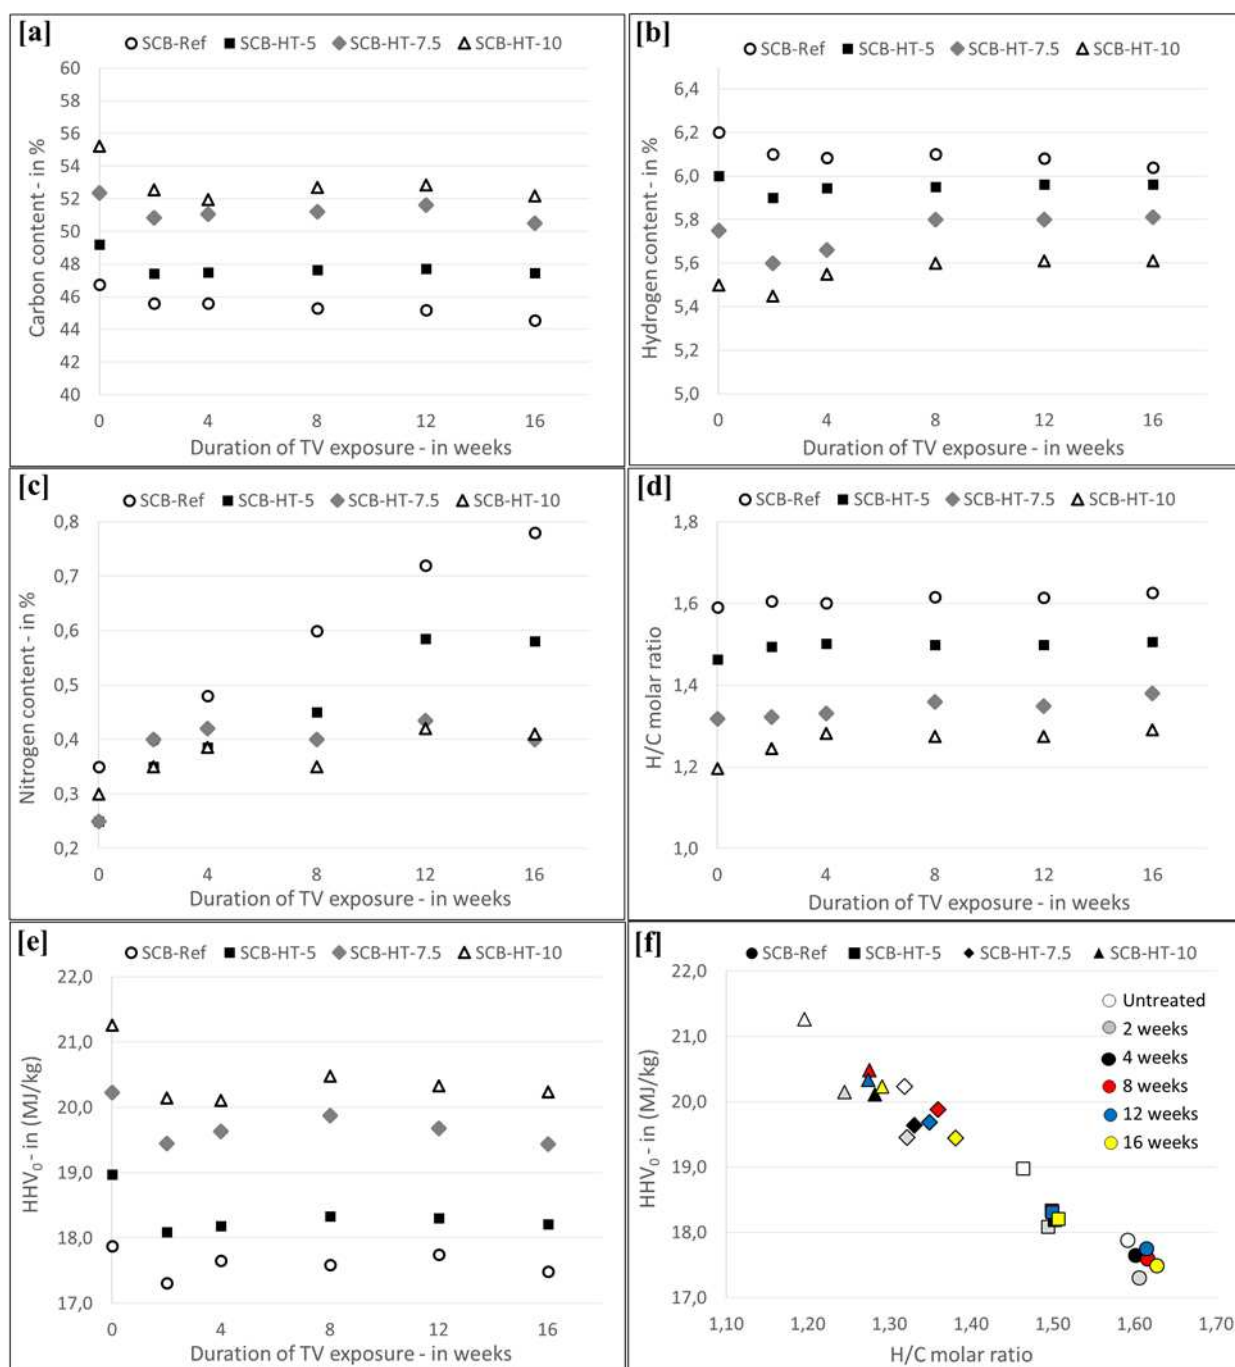 [a]
SCB-Ref SCB-HT-5 SCB-HT-7.5 SCB-HT-10
60
58
56
54
52
50
48
46
44
42
40
Carbon content - in %
0 4 8 12 16
Duration of TV exposure - in weeks
[b]
SCB-Ref SCB-HT-5 SCB-HT-7.5 SCB-HT-10
6,4
6,2
6,0
5,8
5,6
5,4
5,2
5,0
Hydrogen content - in %
0 4 8 12 16
Duration of TV exposure - in weeks
[c]
SCB-Ref SCB-HT-5 SCB-HT-7.5 SCB-HT-10
0,8
0,7
0,6
0,5
0,4
0,3
0,2
Nitrogen content - in %
0 4 8 12 16
Duration of TV exposure - in weeks
[d]
SCB-Ref SCB-HT-5 SCB-HT-7.5 SCB-HT-10
1,8
1,6
1,4
1,2
1,0
H/C molar ratio
0 4 8 12 16
Duration of TV exposure - in weeks
[e]
SCB-Ref SCB-HT-5 SCB-HT-7.5 SCB-HT-10
22,0
21,0
20,0
19,0
18,0
17,0
HHV₀ - in (MJ/kg)
0 4 8 12 16
Duration of TV exposure - in weeks
[f]
SCB-Ref SCB-HT-5 SCB-HT-7.5 SCB-HT-10
22,0
21,0
20,0
19,0
18,0
17,0
HHV₀ - in (MJ/kg)
Untreated
2 weeks
4 weeks
8 weeks
12 weeks
16 weeks
1,10 1,20 1,30 1,40 1,50 1,60 1,70
H/C molar ratio